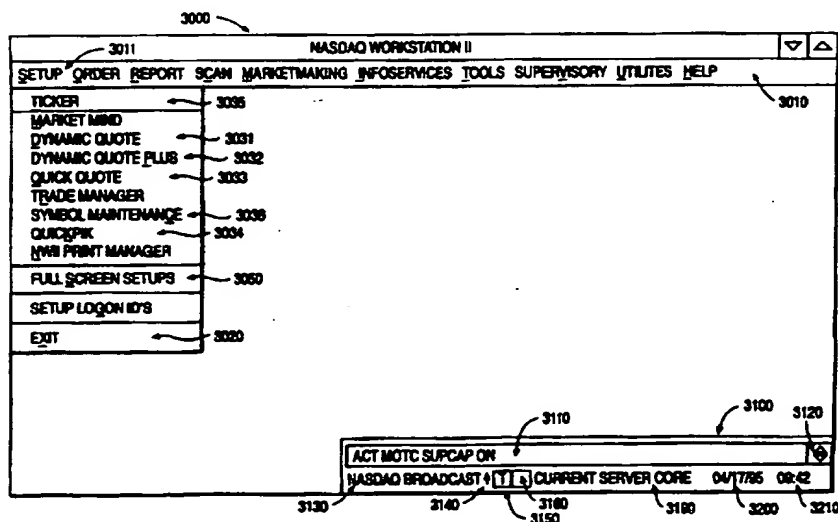 3000
3011
NASDAQ WORKSTATION II
SETUP ORDER REPORT SCAN MARKETMAKING INFOSERVICES TOOLS SUPERVISORY UTILITES HELP
3010
TICKER 3035
MARKET MIND
DYNAMIC QUOTE 3031
DYNAMIC QUOTE PLUS 3032
QUICK QUOTE 3033
TRADE MANAGER
SYMBOL MAINTENANCE 3036
QUICKPIK 3034
NWII PRINT MANAGER
FULL SCREEN SETUPS 3050
SETUP LOGON ID'S
EXIT 3020
3110 3100 3120
ACT MOTC SUPCAP ON
NASDAQ BROADCAST T CURRENT SERVER CORE 04/17/95 09:42
3130 3140 3150 3160 3190 3200 3210